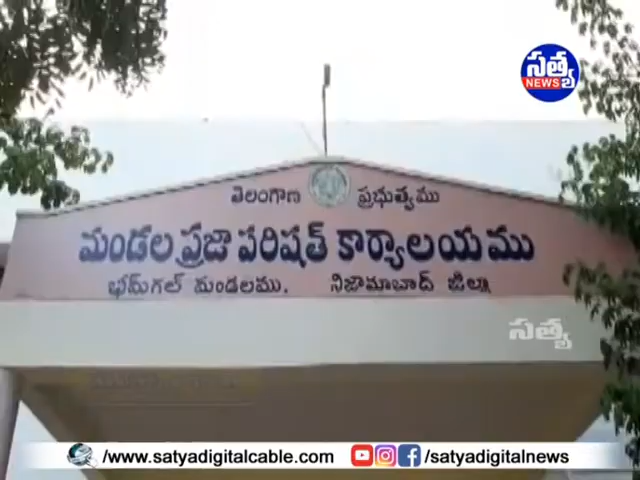 సత్య
NEWS
తెలంగాణ ప్రభుత్వము
మండల ప్రజా పరిషత్ కార్యాలయము
భీమ్‌గల్ మండలము. నిజామాబాద్ జిల్లా
సత్య
/www.satyadigitalcable.com /satyadigitalnews